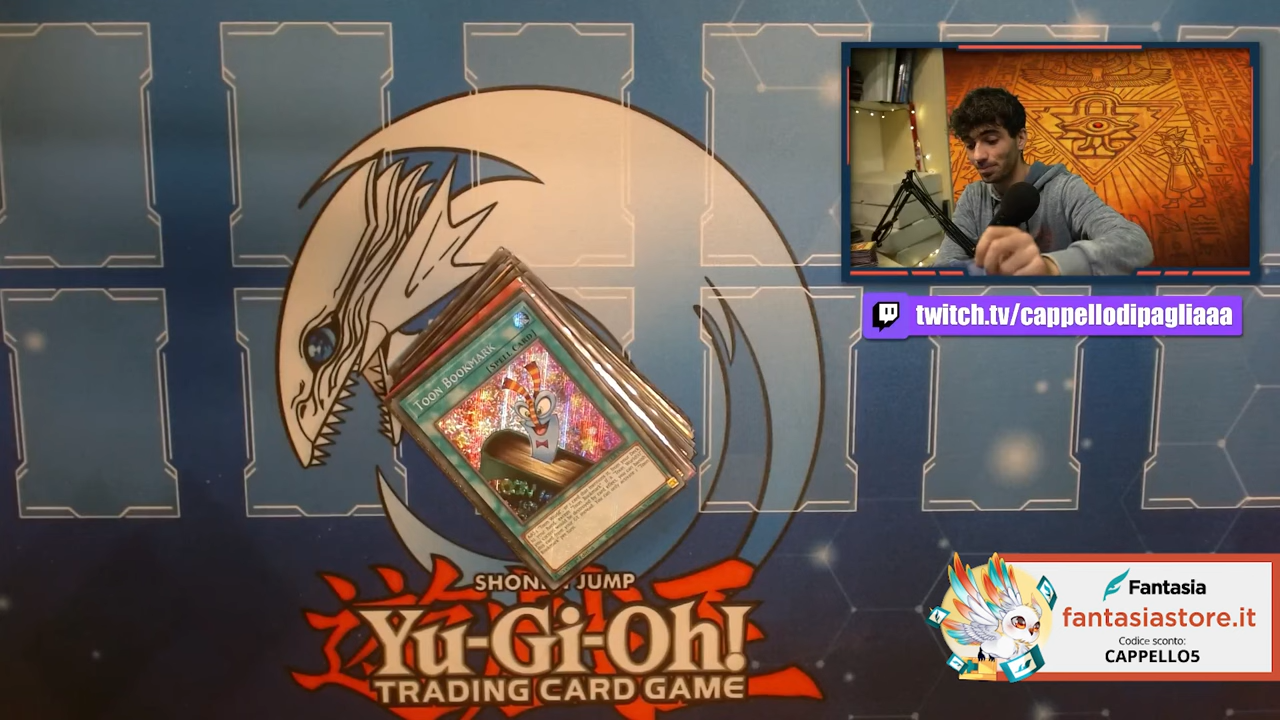 twitch.tv/cappellodipagliaaa
TOON BOOKMARK
[SPELL CARD]
SHONEN JUMP
Yu-Gi-Oh!
TRADING CARD GAME
Fantasia
fantasiastore.it
Codice sconto:
CAPPELLO5